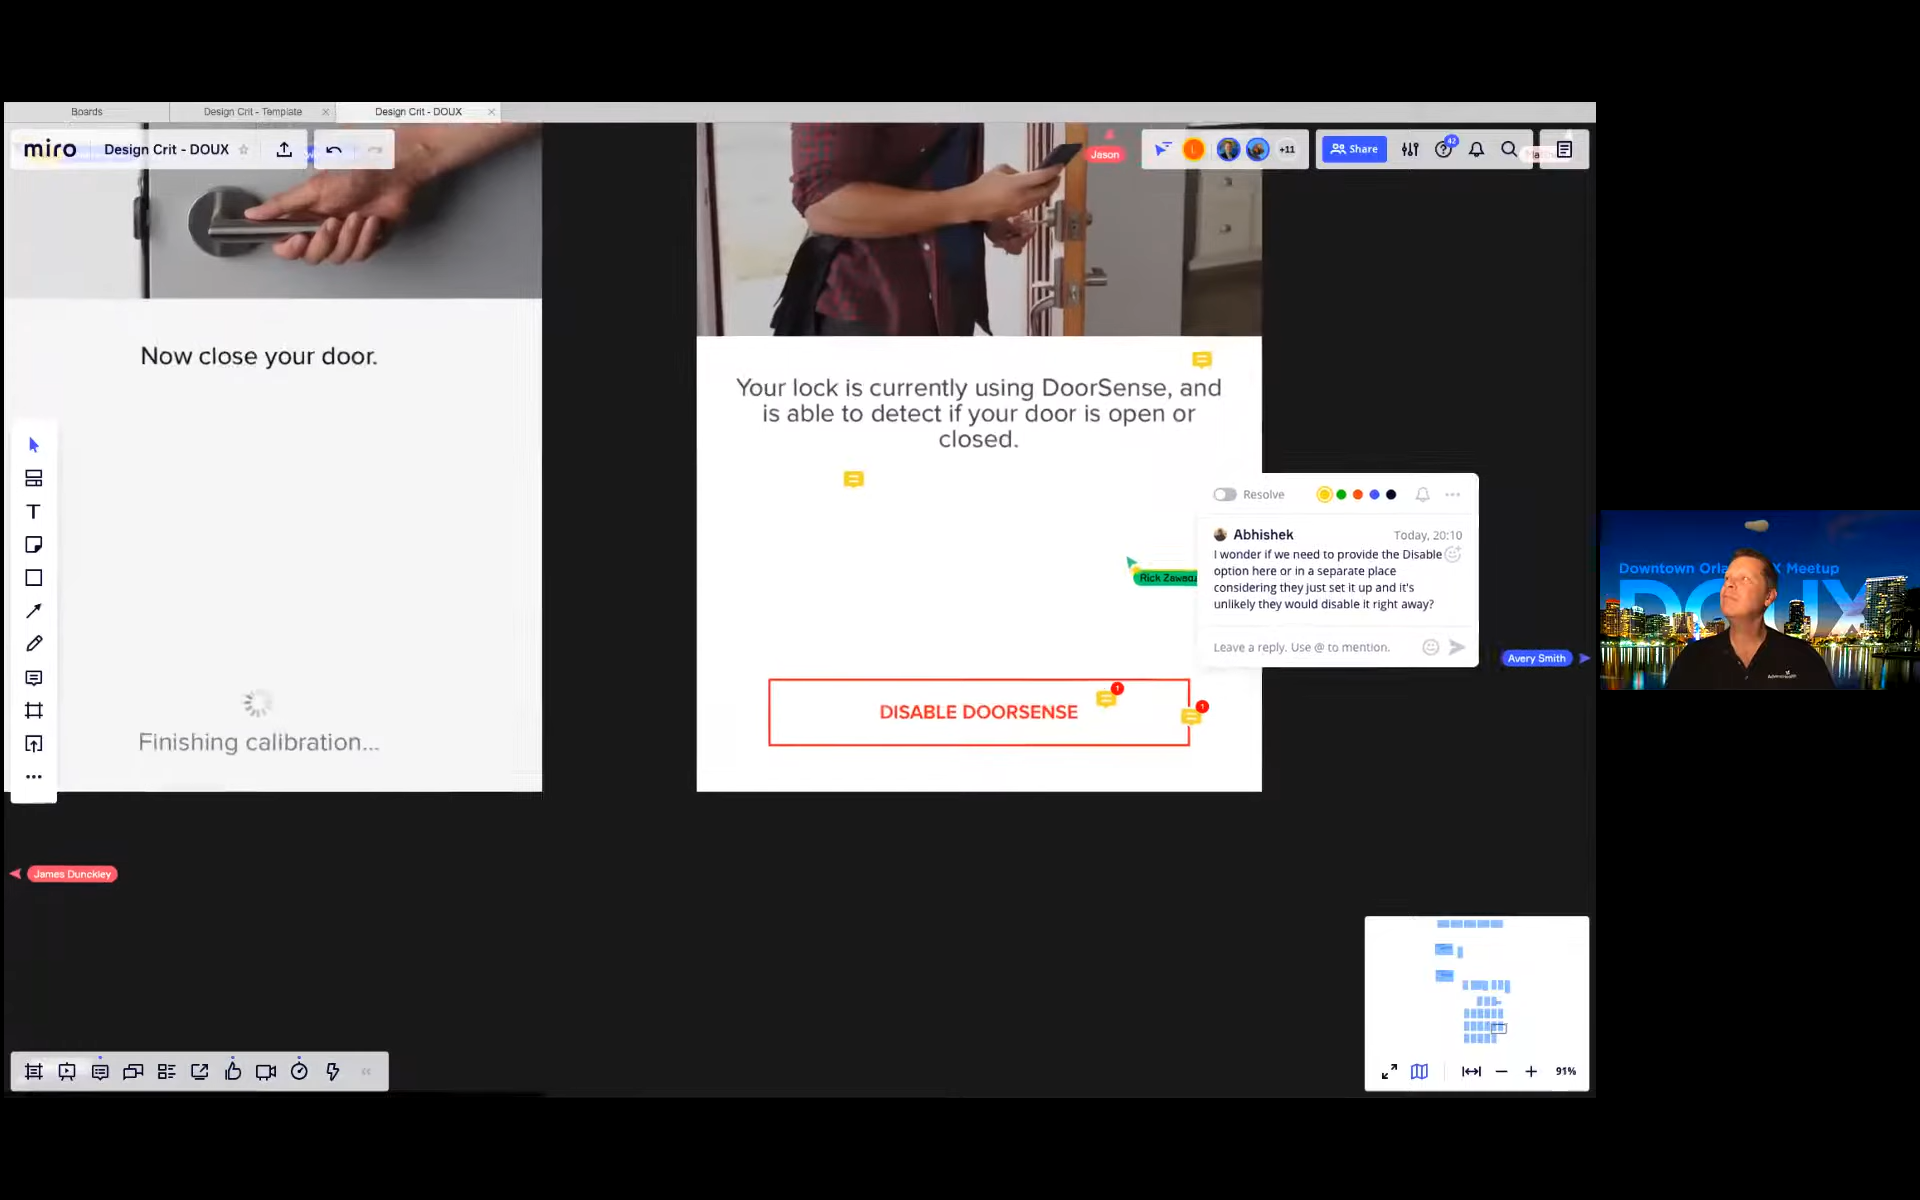 Boards
Design Crit - Template
Design Crit - DOUX
miro
Design Crit - DOUX
Jason
L
+11
Share
42
Now close your door.
Finishing calibration...
Your lock is currently using DoorSense, and
is able to detect if your door is open or
closed.
Resolve
Abhishek
Today, 20:10
I wonder if we need to provide the Disable
option here or in a separate place
considering they just set it up and it's
unlikely they would disable it right away?
Leave a reply. Use @ to mention.
Avery Smith
DISABLE DOORSENSE
1
1
James Dunckley
91%